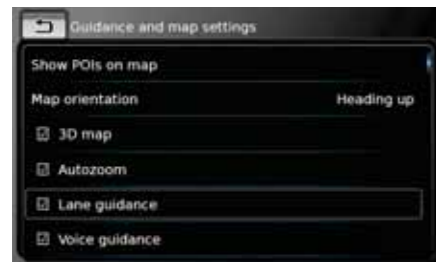 Guidance and map settings
Show POIs on map
Map orientation Heading up
3D map
Autozoom
Lane guidance
Voice guidance